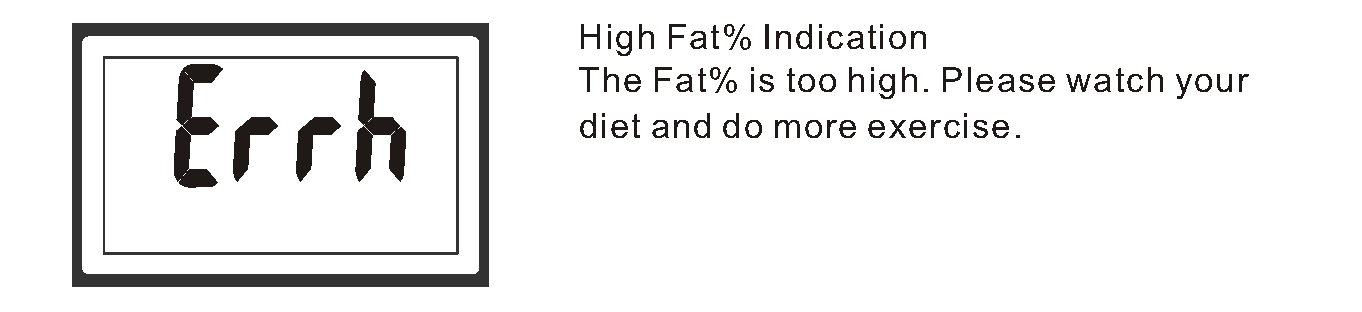 Errh
High Fat% Indication
The Fat% is too high. Please watch your
diet and do more exercise.